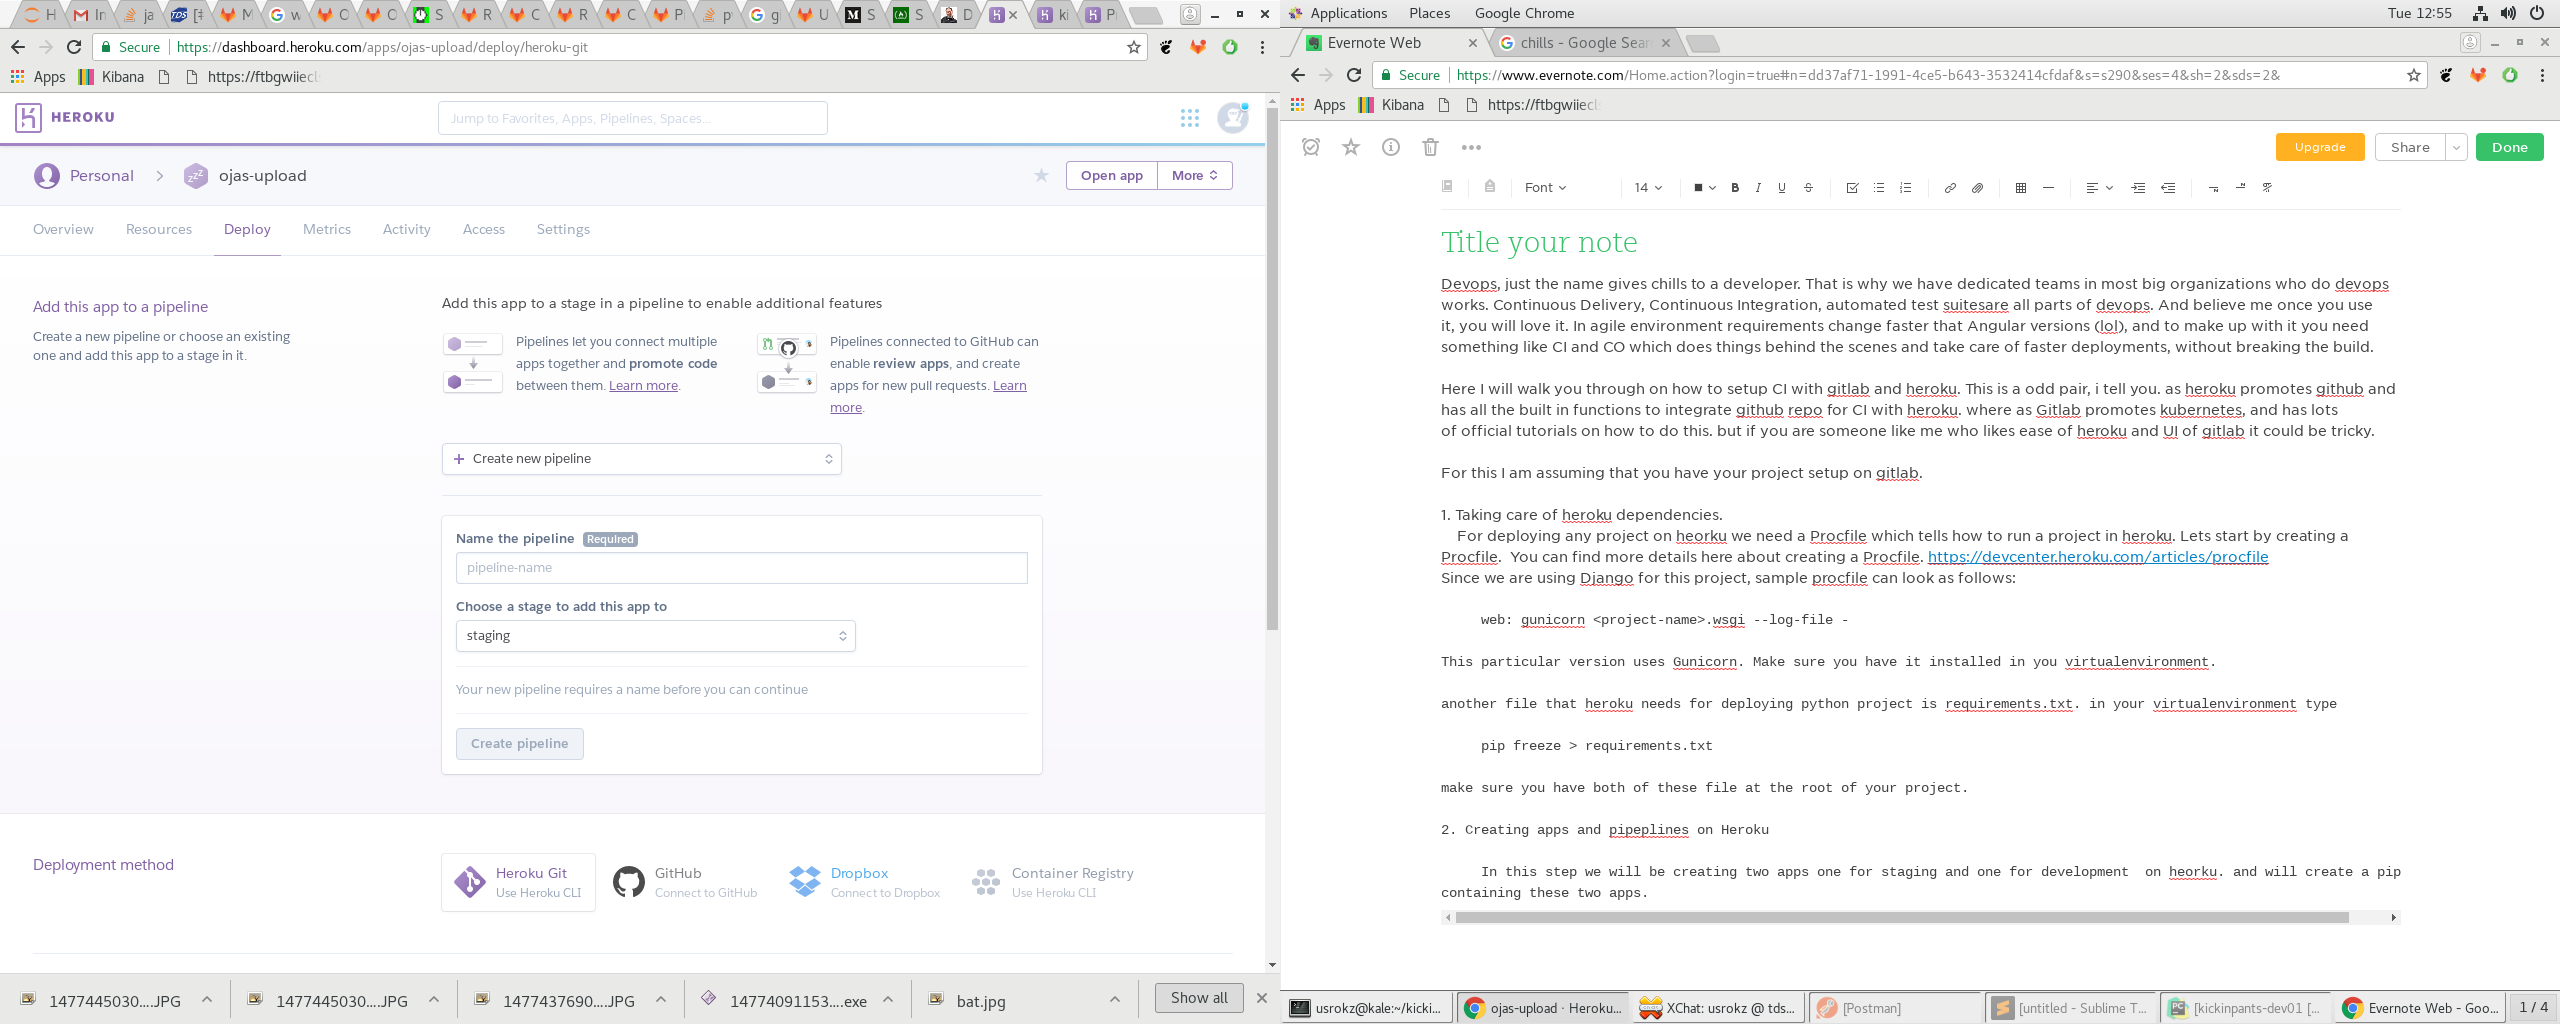 H
In
ja
[#
M
w
O
O
S
R
C
R
C
Pi
p
gi
U
S
S
D
ki
Pi
Secure
https://dashboard.heroku.com/apps/ojas-upload/deploy/heroku-git
Apps
Kibana
https://ftbgwiiecl
HEROKU
Jump to Favorites, Apps, Pipelines, Spaces...
Personal
ojas-upload
Open app
More
Overview
Resources
Deploy
Metrics
Activity
Access
Settings
Add this app to a pipeline
Create a new pipeline or choose an existing
one and add this app to a stage in it.
Add this app to a stage in a pipeline to enable additional features
Pipelines let you connect multiple
apps together and promote code
between them. Learn more.
Pipelines connected to GitHub can
enable review apps, and create
apps for new pull requests. Learn
more.
Create new pipeline
Name the pipeline Required
pipeline-name
Choose a stage to add this app to
staging
Your new pipeline requires a name before you can continue
Create pipeline
Deployment method
Heroku Git
Use Heroku CLI
GitHub
Connect to GitHub
Dropbox
Connect to Dropbox
Container Registry
Use Heroku CLI
1477445030....JPG
1477445030....JPG
1477437690....JPG
14774091153....exe
bat.jpg
Show all
Applications Places Google Chrome
Tue 12:55
Evernote Web
chills - Google Sear
Secure
https://www.evernote.com/Home.action?login=true#n=dd37af71-1991-4ce5-b643-3532414cfdaf&s=s290&ses=4&sh=2&sds=2&
Apps
Kibana
https://ftbgwiiecl
Upgrade
Share
Done
Font
14
B
I
U
S
Title your note
Devops, just the name gives chills to a developer. That is why we have dedicated teams in most big organizations who do devops
works. Continuous Delivery, Continuous Integration, automated test suitesare all parts of devops. And believe me once you use
it, you will love it. In agile environment requirements change faster that Angular versions (lol), and to make up with it you need
something like CI and CO which does things behind the scenes and take care of faster deployments, without breaking the build.
Here I will walk you through on how to setup CI with gitlab and heroku. This is a odd pair, i tell you. as heroku promotes github and
has all the built in functions to integrate github repo for CI with heroku. where as Gitlab promotes kubernetes, and has lots
of official tutorials on how to do this. but if you are someone like me who likes ease of heroku and UI of gitlab it could be tricky.
For this I am assuming that you have your project setup on gitlab.
1. Taking care of heroku dependencies.
For deploying any project on heorku we need a Procfile which tells how to run a project in heroku. Lets start by creating a
Procfile.  You can find more details here about creating a Procfile. https://devcenter.heroku.com/articles/procfile
Since we are using Django for this project, sample procfile can look as follows:
web: gunicorn <project-name>.wsgi --log-file -
This particular version uses Gunicorn. Make sure you have it installed in you virtualenvironment.
another file that heroku needs for deploying python project is requirements.txt. in your virtualenvironment type
pip freeze > requirements.txt
make sure you have both of these file at the root of your project.
2. Creating apps and pipeplines on Heroku
In this step we will be creating two apps one for staging and one for development  on heorku. and will create a pip
containing these two apps.
usrokz@kale:~/kicki...
ojas-upload · Heroku...
XChat: usrokz @ tds...
[Postman]
[untitled - Sublime T...
[kickinpants-dev01 [...
Evernote Web - Goo...
1 / 4